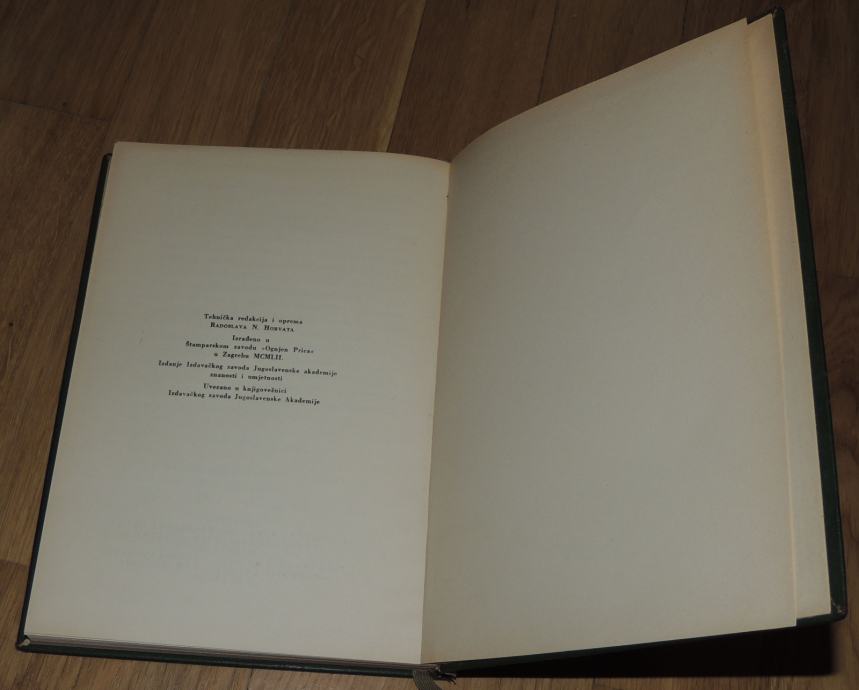 Tehnička redakcija i oprema
RADOSLAVA N. HORVATA
Izrađeno u
Štamparskom zavodu »Ognjen Prica«
u Zagrebu MCMLII.
Izdanje Izdavačkog zavoda Jugoslavenske akademije
znanosti i umjetnosti
Uvezano u knjigovežnici
Izdavačkog zavoda Jugoslavenske Akademije